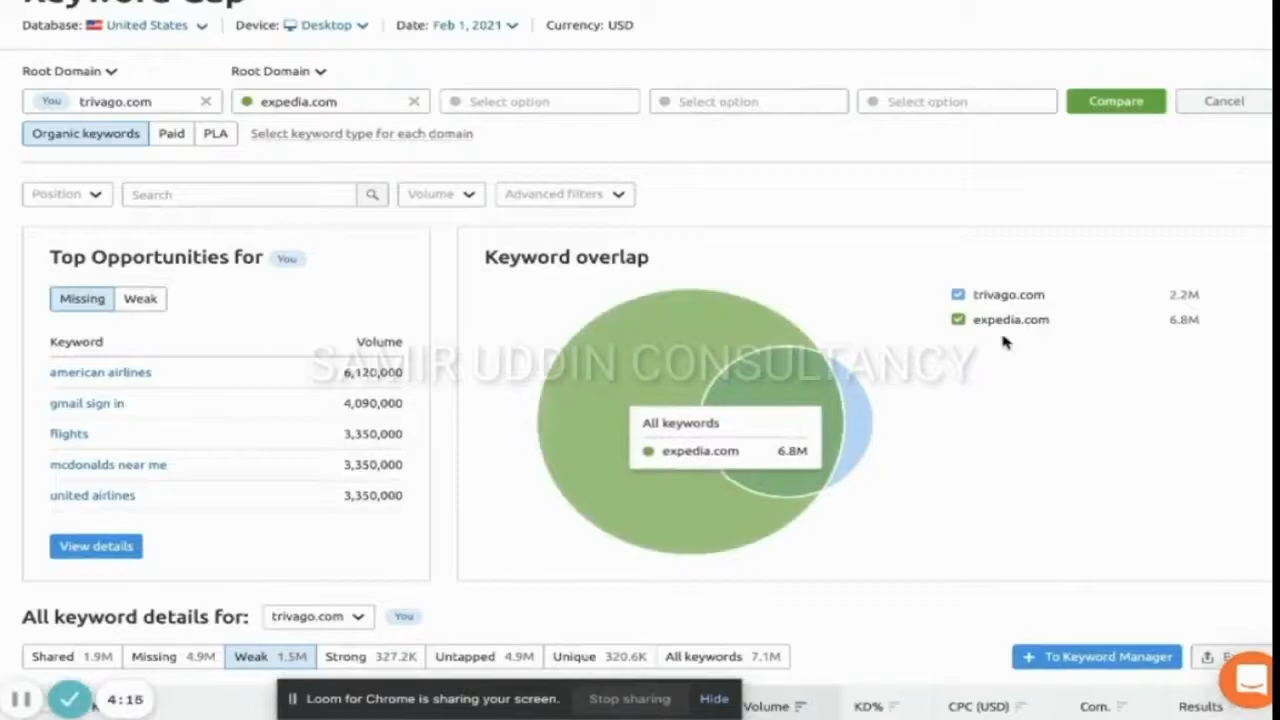 Keyword Gap
Database: United States Device: Desktop Date: Feb 1, 2021 Currency: USD
Root Domain Root Domain
You trivago.com expedia.com Select option Select option Select option Compare Cancel
Organic keywords Paid PLA Select keyword type for each domain
Position Search Volume Advanced filters
Top Opportunities for You
Missing Weak
Keyword Volume
american airlines 6,120,000
gmail sign in 4,090,000
flights 3,350,000
mcdonalds near me 3,350,000
united airlines 3,350,000
View details
Keyword overlap
trivago.com 2.2M
expedia.com 6.8M
SAMIR UDDIN CONSULTANCY
All keywords
expedia.com 6.8M
All keyword details for: trivago.com You
Shared 1.9M Missing 4.9M Weak 1.5M Strong 327.2K Untapped 4.9M Unique 320.6K All keywords 7.1M
+ To Keyword Manager
4:15
Loom for Chrome is sharing your screen. Stop sharing Hide
Volume KD% CPC (USD) Com. Results